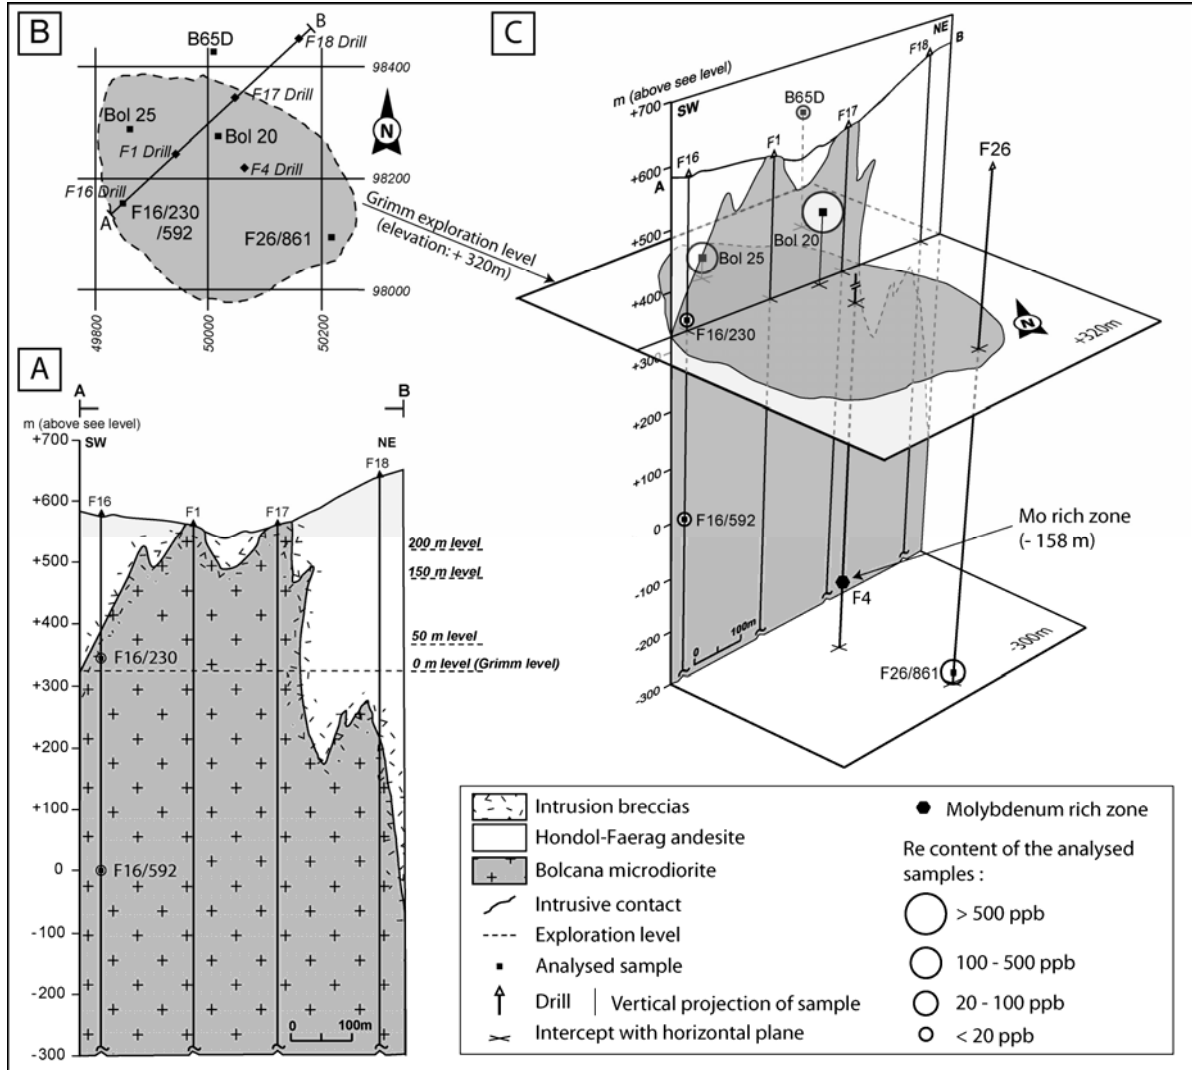 B
B
B65D
F18 Drill
98400
F17 Drill
Bol 25
Bol 20
N
F1 Drill
F4 Drill
98200
F16 Drill
F16/230
/592
A
F26/861
98000
49800
50000
50200
Grimm exploration level
(elevation: + 320m)
C
m (above see level)
NE
B
F18
+700
SW
B65D
F17
F1
F26
F16
+600
A
+500
Bol 20
Bol 25
+400
N
F16/230
+320m
+300
+200
+100
F16/592
Mo rich zone
(- 158 m)
0
-100
F4
-200
0
100m
-300m
F26/861
-300
A
A
B
m (above see level)
+700
SW
NE
F18
+600
F16
F1
F17
200 m level
+500
150 m level
+400
50 m level
F16/230
0 m level (Grimm level)
+300
+200
+100
0
F16/592
-100
-200
0
100m
-300
Intrusion breccias
Hondol-Faerag andesite
Bolcana microdiorite
Intrusive contact
Exploration level
Analysed sample
Drill | Vertical projection of sample
Intercept with horizontal plane
Molybdenum rich zone
Re content of the analysed
samples :
> 500 ppb
100 - 500 ppb
20 - 100 ppb
< 20 ppb